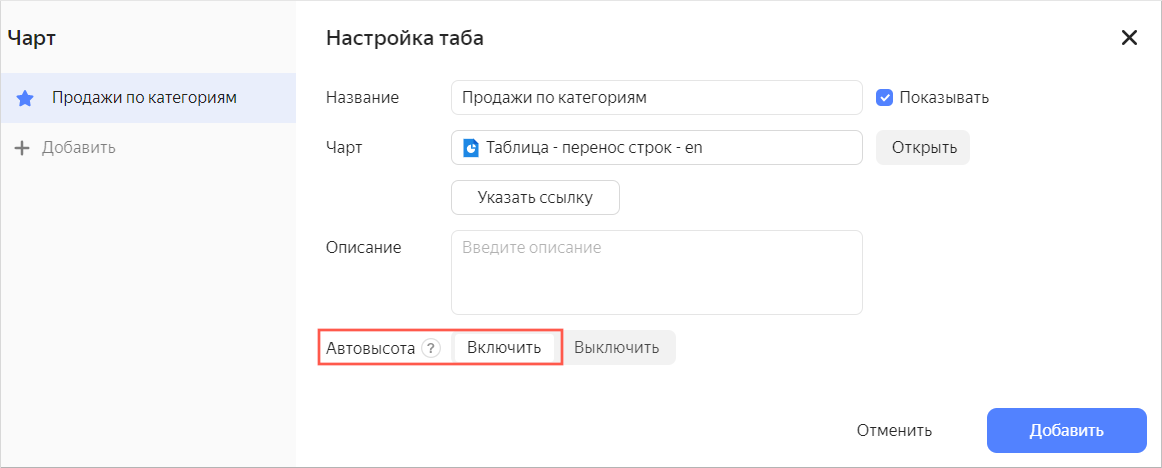 Чарт
Продажи по категориям
Добавить
Настройка таба
Название Продажи по категориям Показывать
Чарт Таблица - перенос строк - en Открыть
Указать ссылку
Описание Введите описание
Автовысота ? Включить Выключить
Отменить Добавить